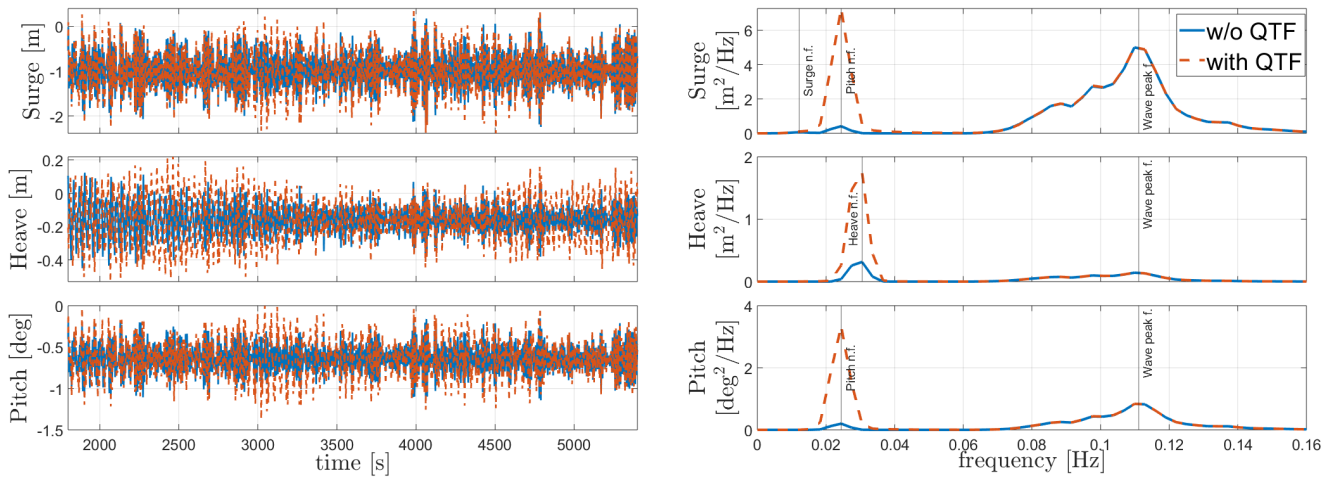 0
-1
-2
Surge [m]
0.2
0
-0.2
-0.4
Heave [m]
0
-0.5
-1
-1.5
Pitch [deg]
2000
2500
3000
3500
4000
4500
5000
time [s]
6
4
2
0
Surge
[m²/Hz]
Surge n.f.
Pitch n.f.
Wave peak f.
w/o QTF
with QTF
2
1
0
Heave
[m²/Hz]
Heave n.f.
Wave peak f.
4
2
0
Pitch
[deg²/Hz]
Pitch n.f.
Wave peak f.
0
0.02
0.04
0.06
0.08
0.1
0.12
0.14
0.16
frequency [Hz]